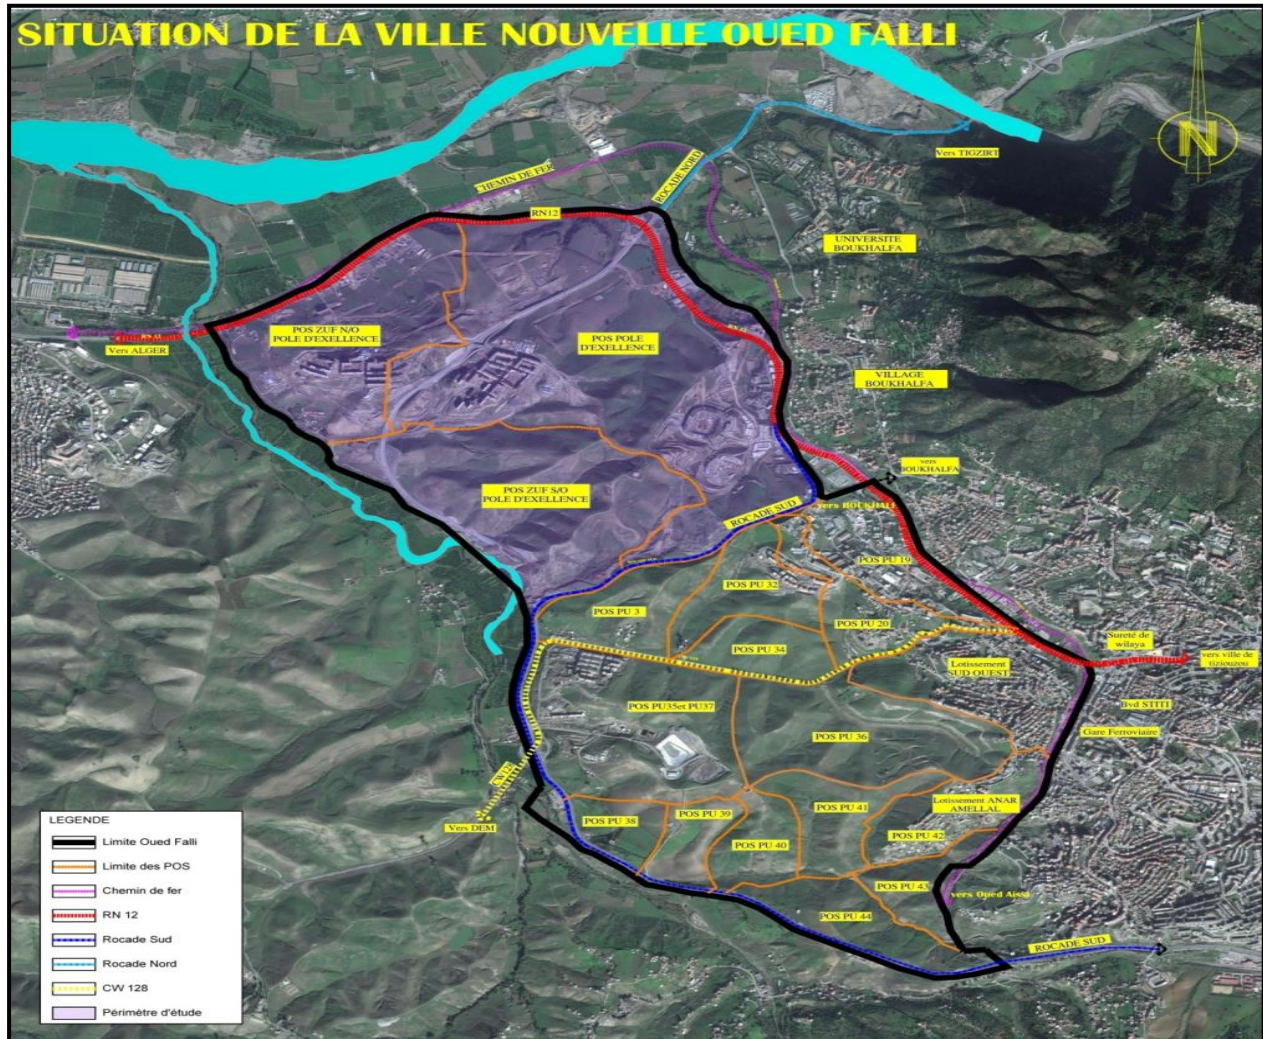 SITUATION DE LA VILLE NOUVELLE OUED FALLI
N
CHEMIN DE FER
ROCADE NORD
Vers TIGZIRT
RN12
UNIVERSITE
BOUKHALFA
POS ZUF N/O
POLE D'EXELLENCE
POS POLE
D'EXELLENCE
Vers ALGER
VILLAGE
BOUKHALFA
vers
BOUKHALFA
POS ZUF S/O
POLE D'EXELLENCE
ROCADE SUD
vers BOUKHAL
POS PU 19
POS PU 32
POS PU 3
POS PU 20
POS PU 34
Sureté de
wilaya
vers ville de
tiziouzou
Lotissement
SUD OUEST
POS PU35et PU37
Bvd STITI
POS PU 36
Gare Ferroviaire
Lotissement ANAR
AMELLAL
POS PU 41
POS PU 39
POS PU 38
Vers DEM
POS PU 42
POS PU 40
POS PU 43
vers Oued Aissi
POS PU 44
ROCADE SUD
LEGENDE
Limite Oued Falli
Limite des POS
Chemin de fer
RN 12
Rocade Sud
Rocade Nord
CW 128
Périmètre d'étude